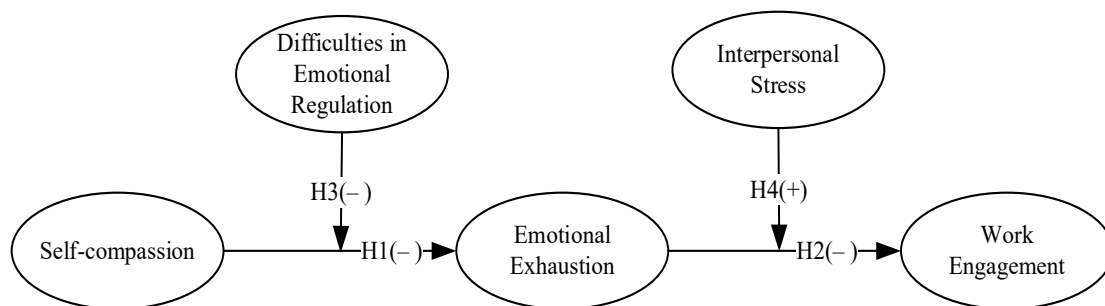 Difficulties in
Emotional
Regulation
Interpersonal
Stress
H3(– )
H4(+)
Self-compassion
H1(– )
Emotional
Exhaustion
H2(– )
Work
Engagement